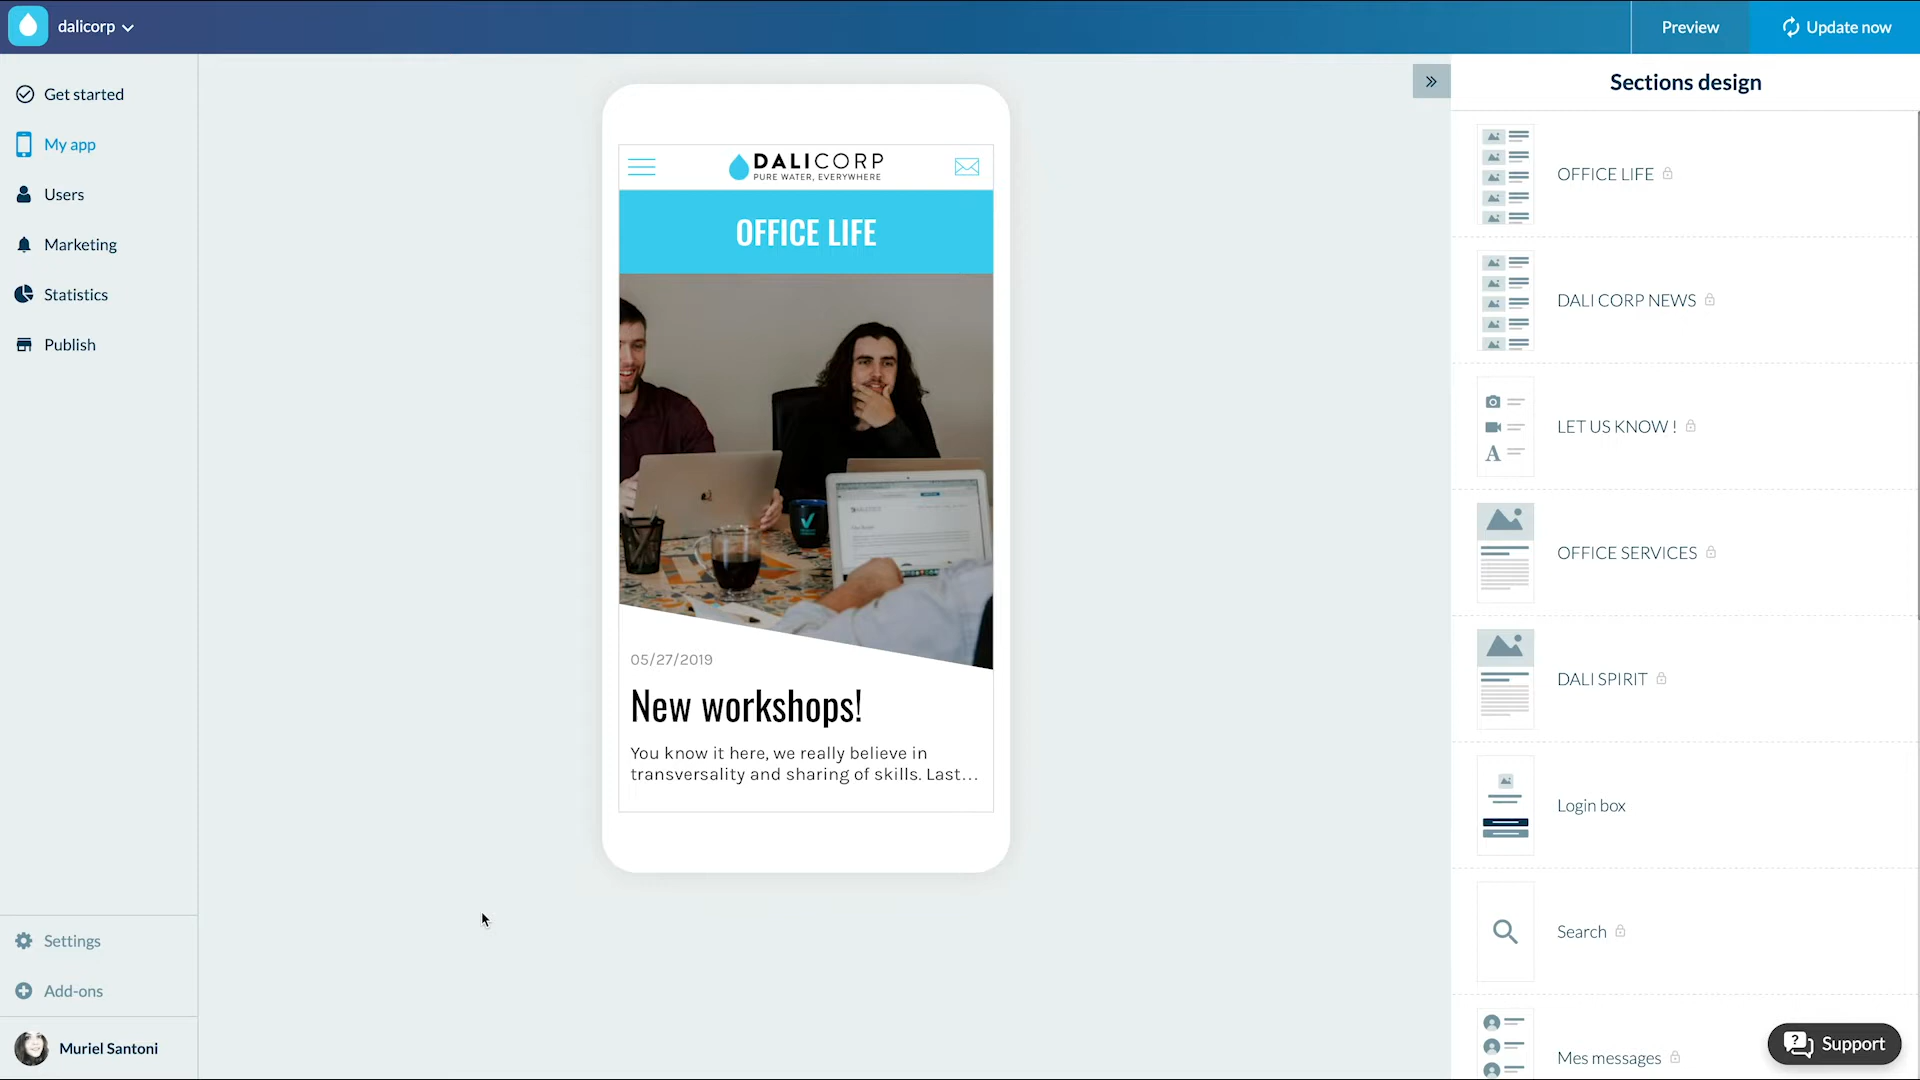 dalicorp
Preview
Update now
Get started
My app
Users
Marketing
Statistics
Publish
Settings
Add-ons
Muriel Santoni
DALICORP
PURE WATER, EVERYWHERE
OFFICE LIFE
05/27/2019
New workshops!
You know it here, we really believe in
transversality and sharing of skills. Last...
Sections design
OFFICE LIFE
DALI CORP NEWS
LET US KNOW !
A
OFFICE SERVICES
DALI SPIRIT
Login box
Search
Mes messages
Support